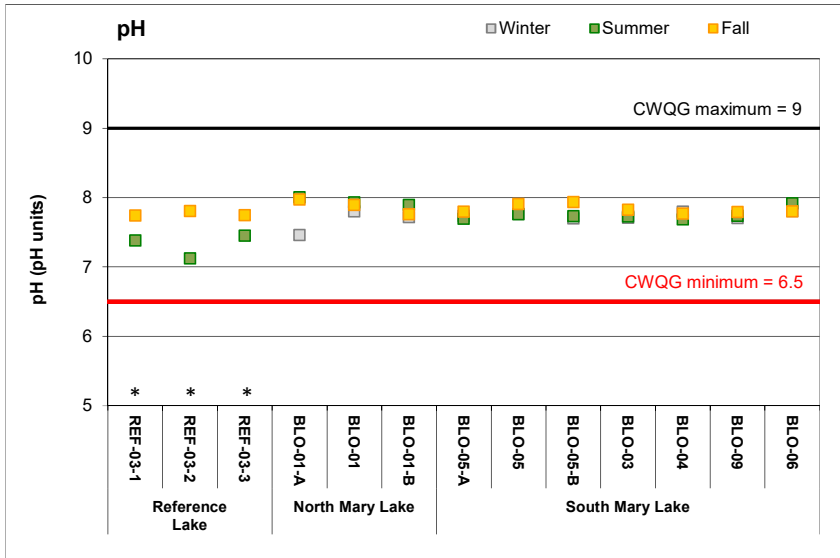 pH
Winter Summer Fall
10
CWQG maximum = 9
9
8
7
CWQG minimum = 6.5
6
5
pH (pH units)
* * *
REF-03-1
REF-03-2
REF-03-3
BLO-01-A
BLO-01
BLO-01-B
BLO-05-A
BLO-05
BLO-05-B
BLO-03
BLO-04
BLO-09
BLO-06
Reference
Lake
North Mary Lake
South Mary Lake